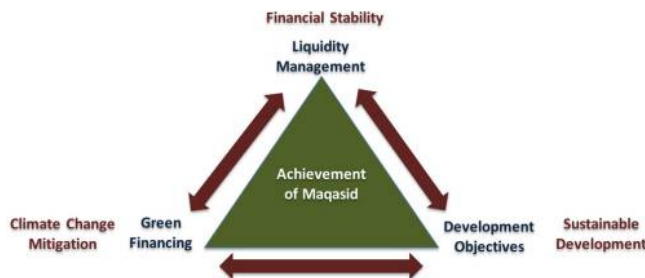 Financial Stability
Liquidity
Management
Achievement
of Maqasid
Climate Change
Mitigation
Green
Financing
Development
Objectives
Sustainable
Development